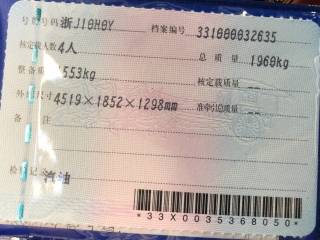 号牌号码 浙J10H0Y 档案编号 331000032635
核定载人数 4人 总质量 1960kg
整备质量 1553kg 核定载质量 --
外廓尺寸 4519×1852×1298mm 准牵引总质量 --
备注
检验记录 汽油
*33X0035368050*